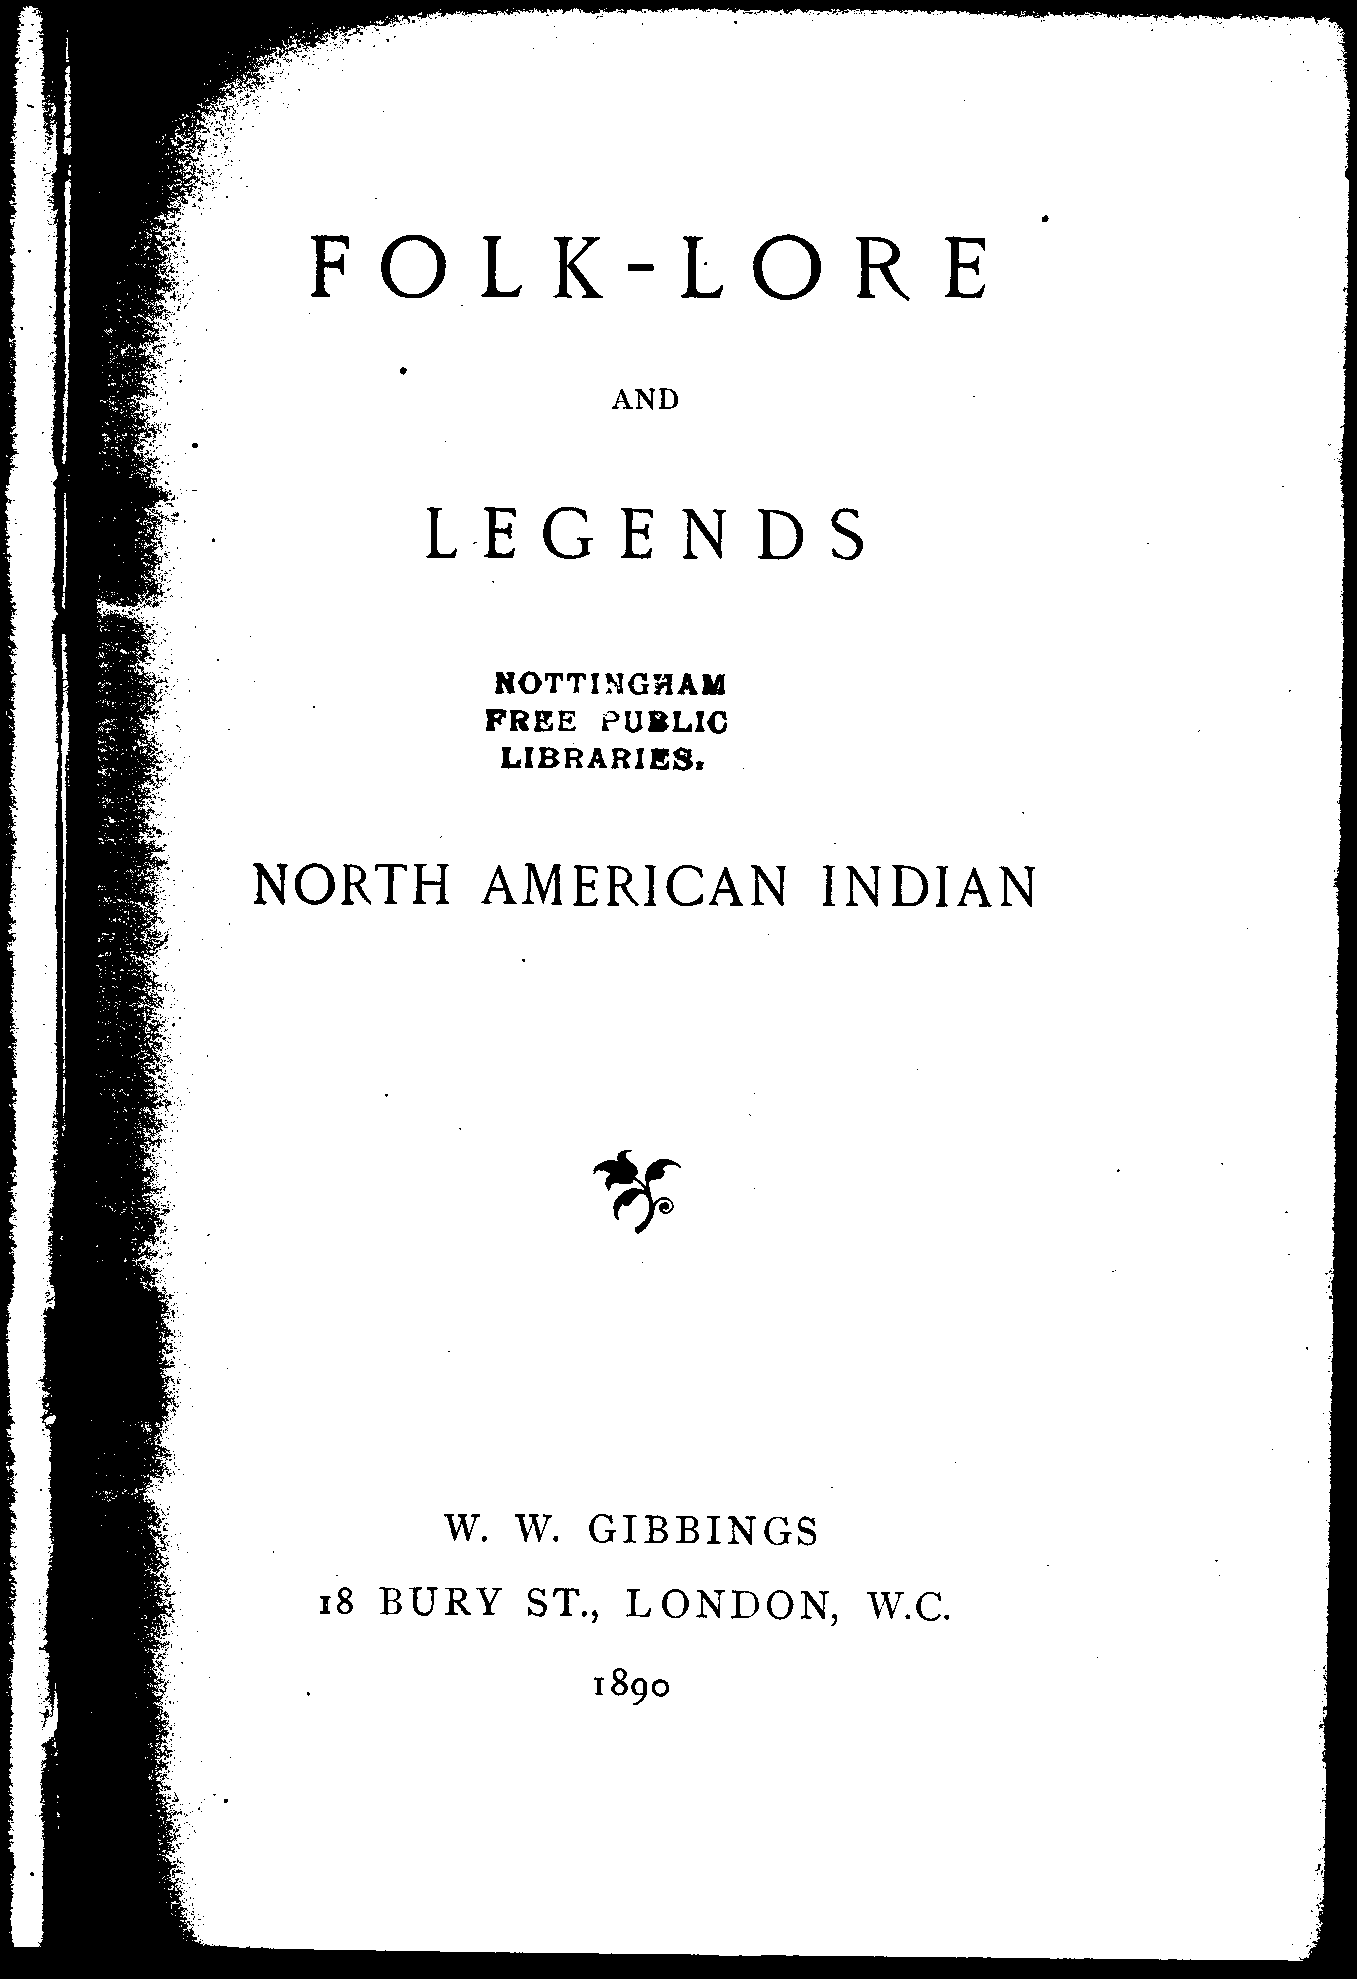 FOLK-LORE
AND
LEGENDS
NOTTINGHAM
FREE PUBLIC
LIBRARIES.
NORTH AMERICAN INDIAN
W. W. GIBBINGS
18 BURY ST., LONDON, W.C.
1890